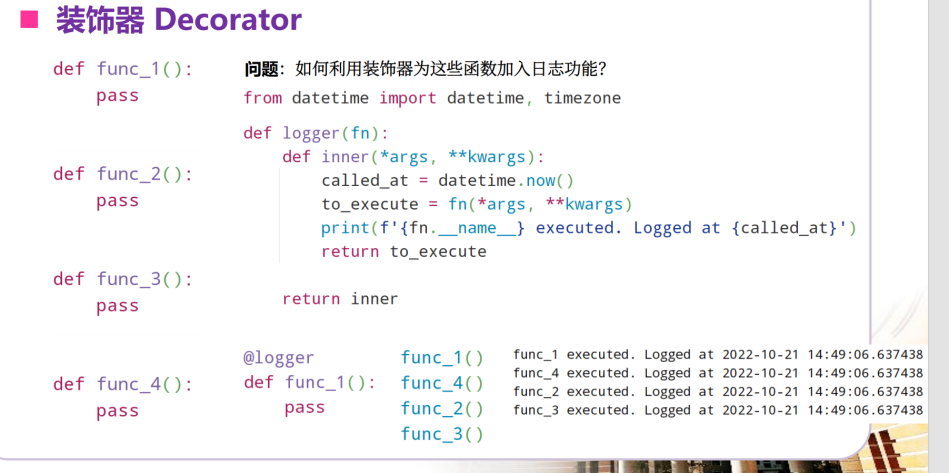 装饰器 Decorator
def func_1():
pass
def func_2():
pass
def func_3():
pass
def func_4():
pass
问题：如何利用装饰器为这些函数加入日志功能？
from datetime import datetime, timezone
def logger(fn):
def inner(*args, **kwargs):
called_at = datetime.now()
to_execute = fn(*args, **kwargs)
print(f'{fn.__name__} executed. Logged at {called_at}')
return to_execute
return inner
@logger
def func_1():
pass
func_1()
func_4()
func_2()
func_3()
func_1 executed. Logged at 2022-10-21 14:49:06.637438
func_4 executed. Logged at 2022-10-21 14:49:06.637438
func_2 executed. Logged at 2022-10-21 14:49:06.637438
func_3 executed. Logged at 2022-10-21 14:49:06.637438